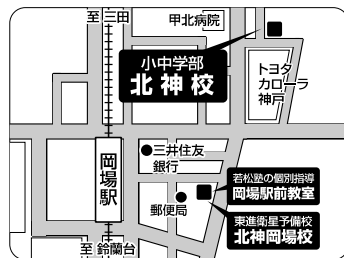 至 三田
甲北病院
小中学部
北神校
トヨタ
カローラ
神戸
岡場駅
三井住友
銀行
若松塾の個別指導
岡場駅前教室
郵便局
東進衛星予備校
北神岡場校
至 鈴蘭台